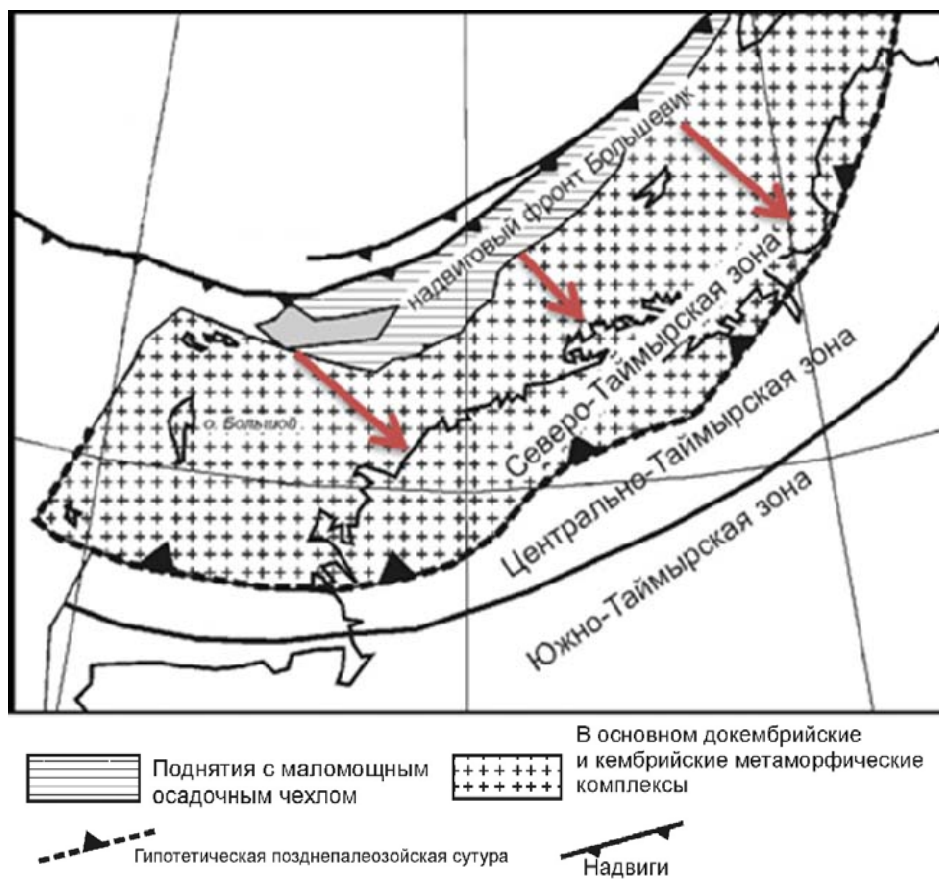 надвиговый фронт Большевик
о. Большой
Северо-Таймырская зона
Центрально-Таймырская зона
Южно-Таймырская зона
Поднятия с маломощным
осадочным чехлом
В основном докембрийские
и кембрийские метаморфические
комплексы
Гипотетическая позднепалеозойская сутура
Надвиги